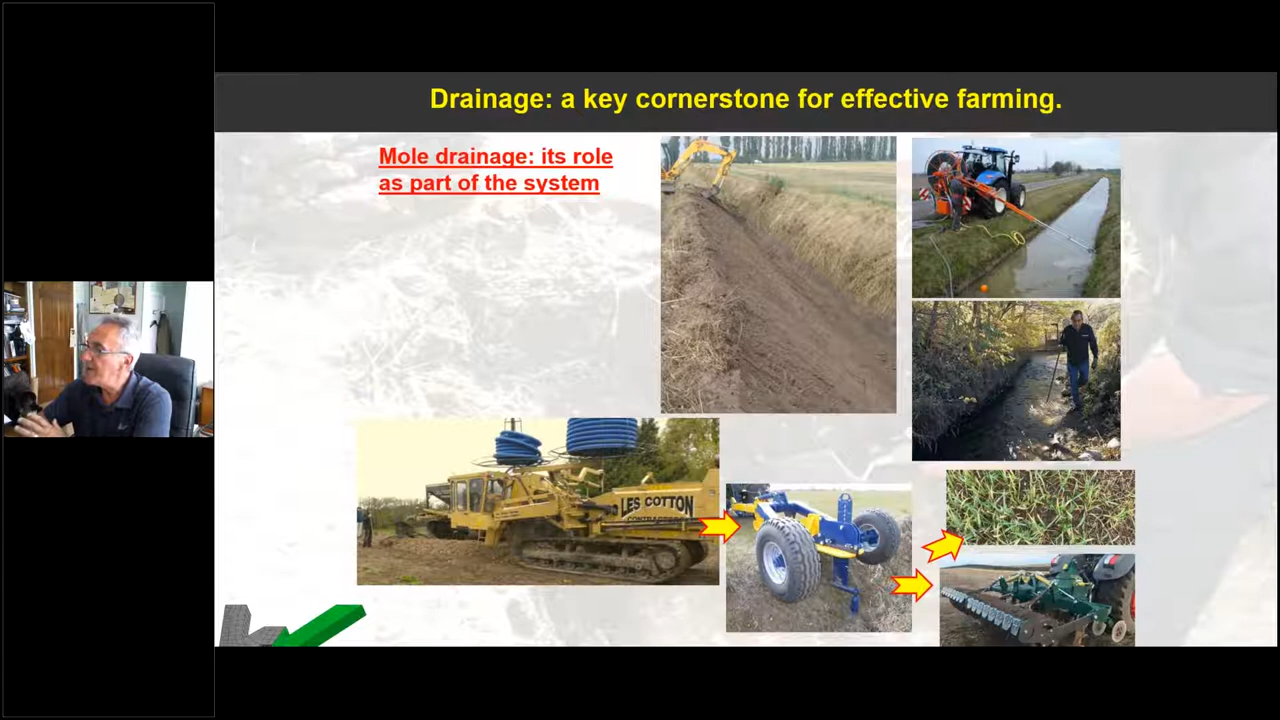 Drainage: a key cornerstone for effective farming.
Mole drainage: its role
as part of the system
LES COTTON